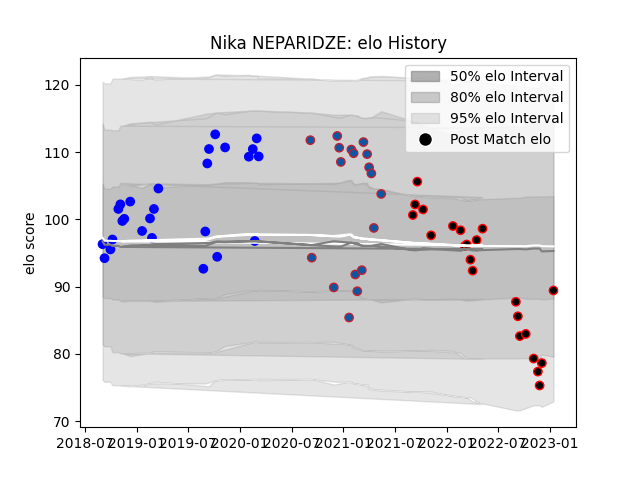 Nika NEPARIDZE: elo History
50% elo Interval
80% elo Interval
95% elo Interval
Post Match elo
elo score
120
110
100
90
80
70
2018-07 2019-01 2019-07 2020-01 2020-07 2021-01 2021-07 2022-01 2022-07 2023-01